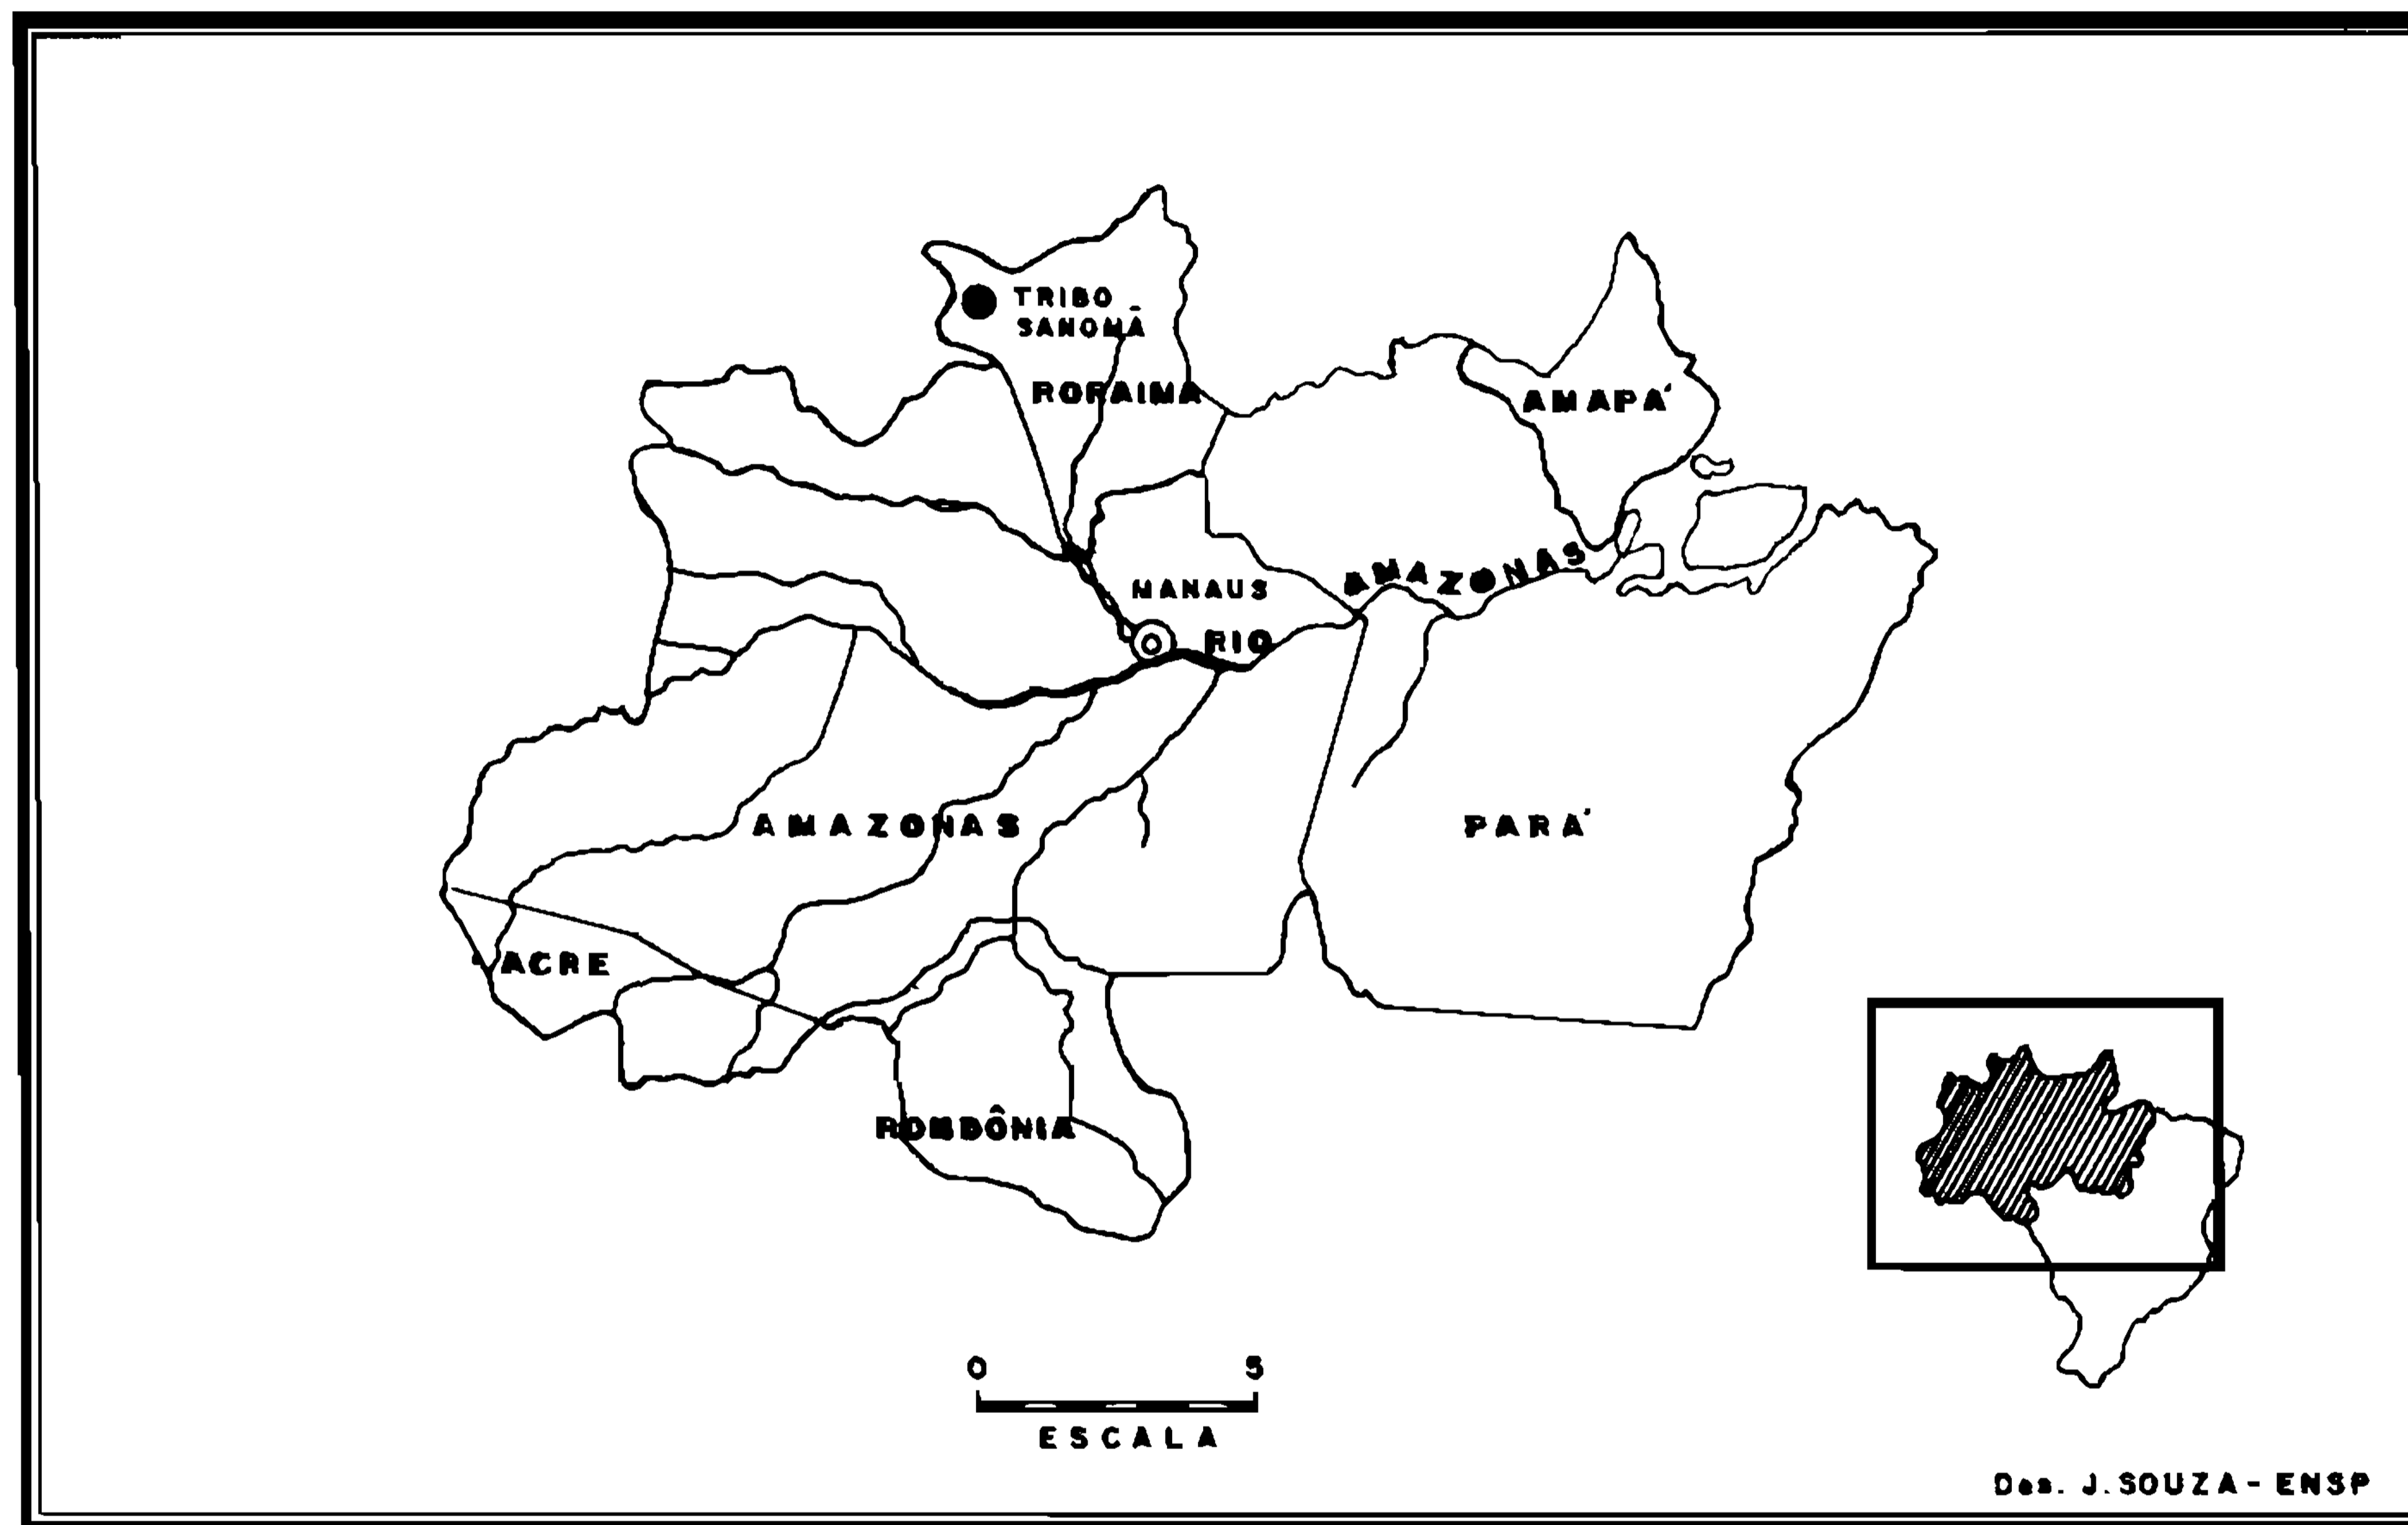 TRIBO
SANOMÃ
RORAIMA
AMAPÁ
MANAUS
RIO AMAZONAS
AMAZONAS
PARÁ
ACRE
RONDÔNIA
0 5
ESCALA
Des. J. SOUZA - ENSP